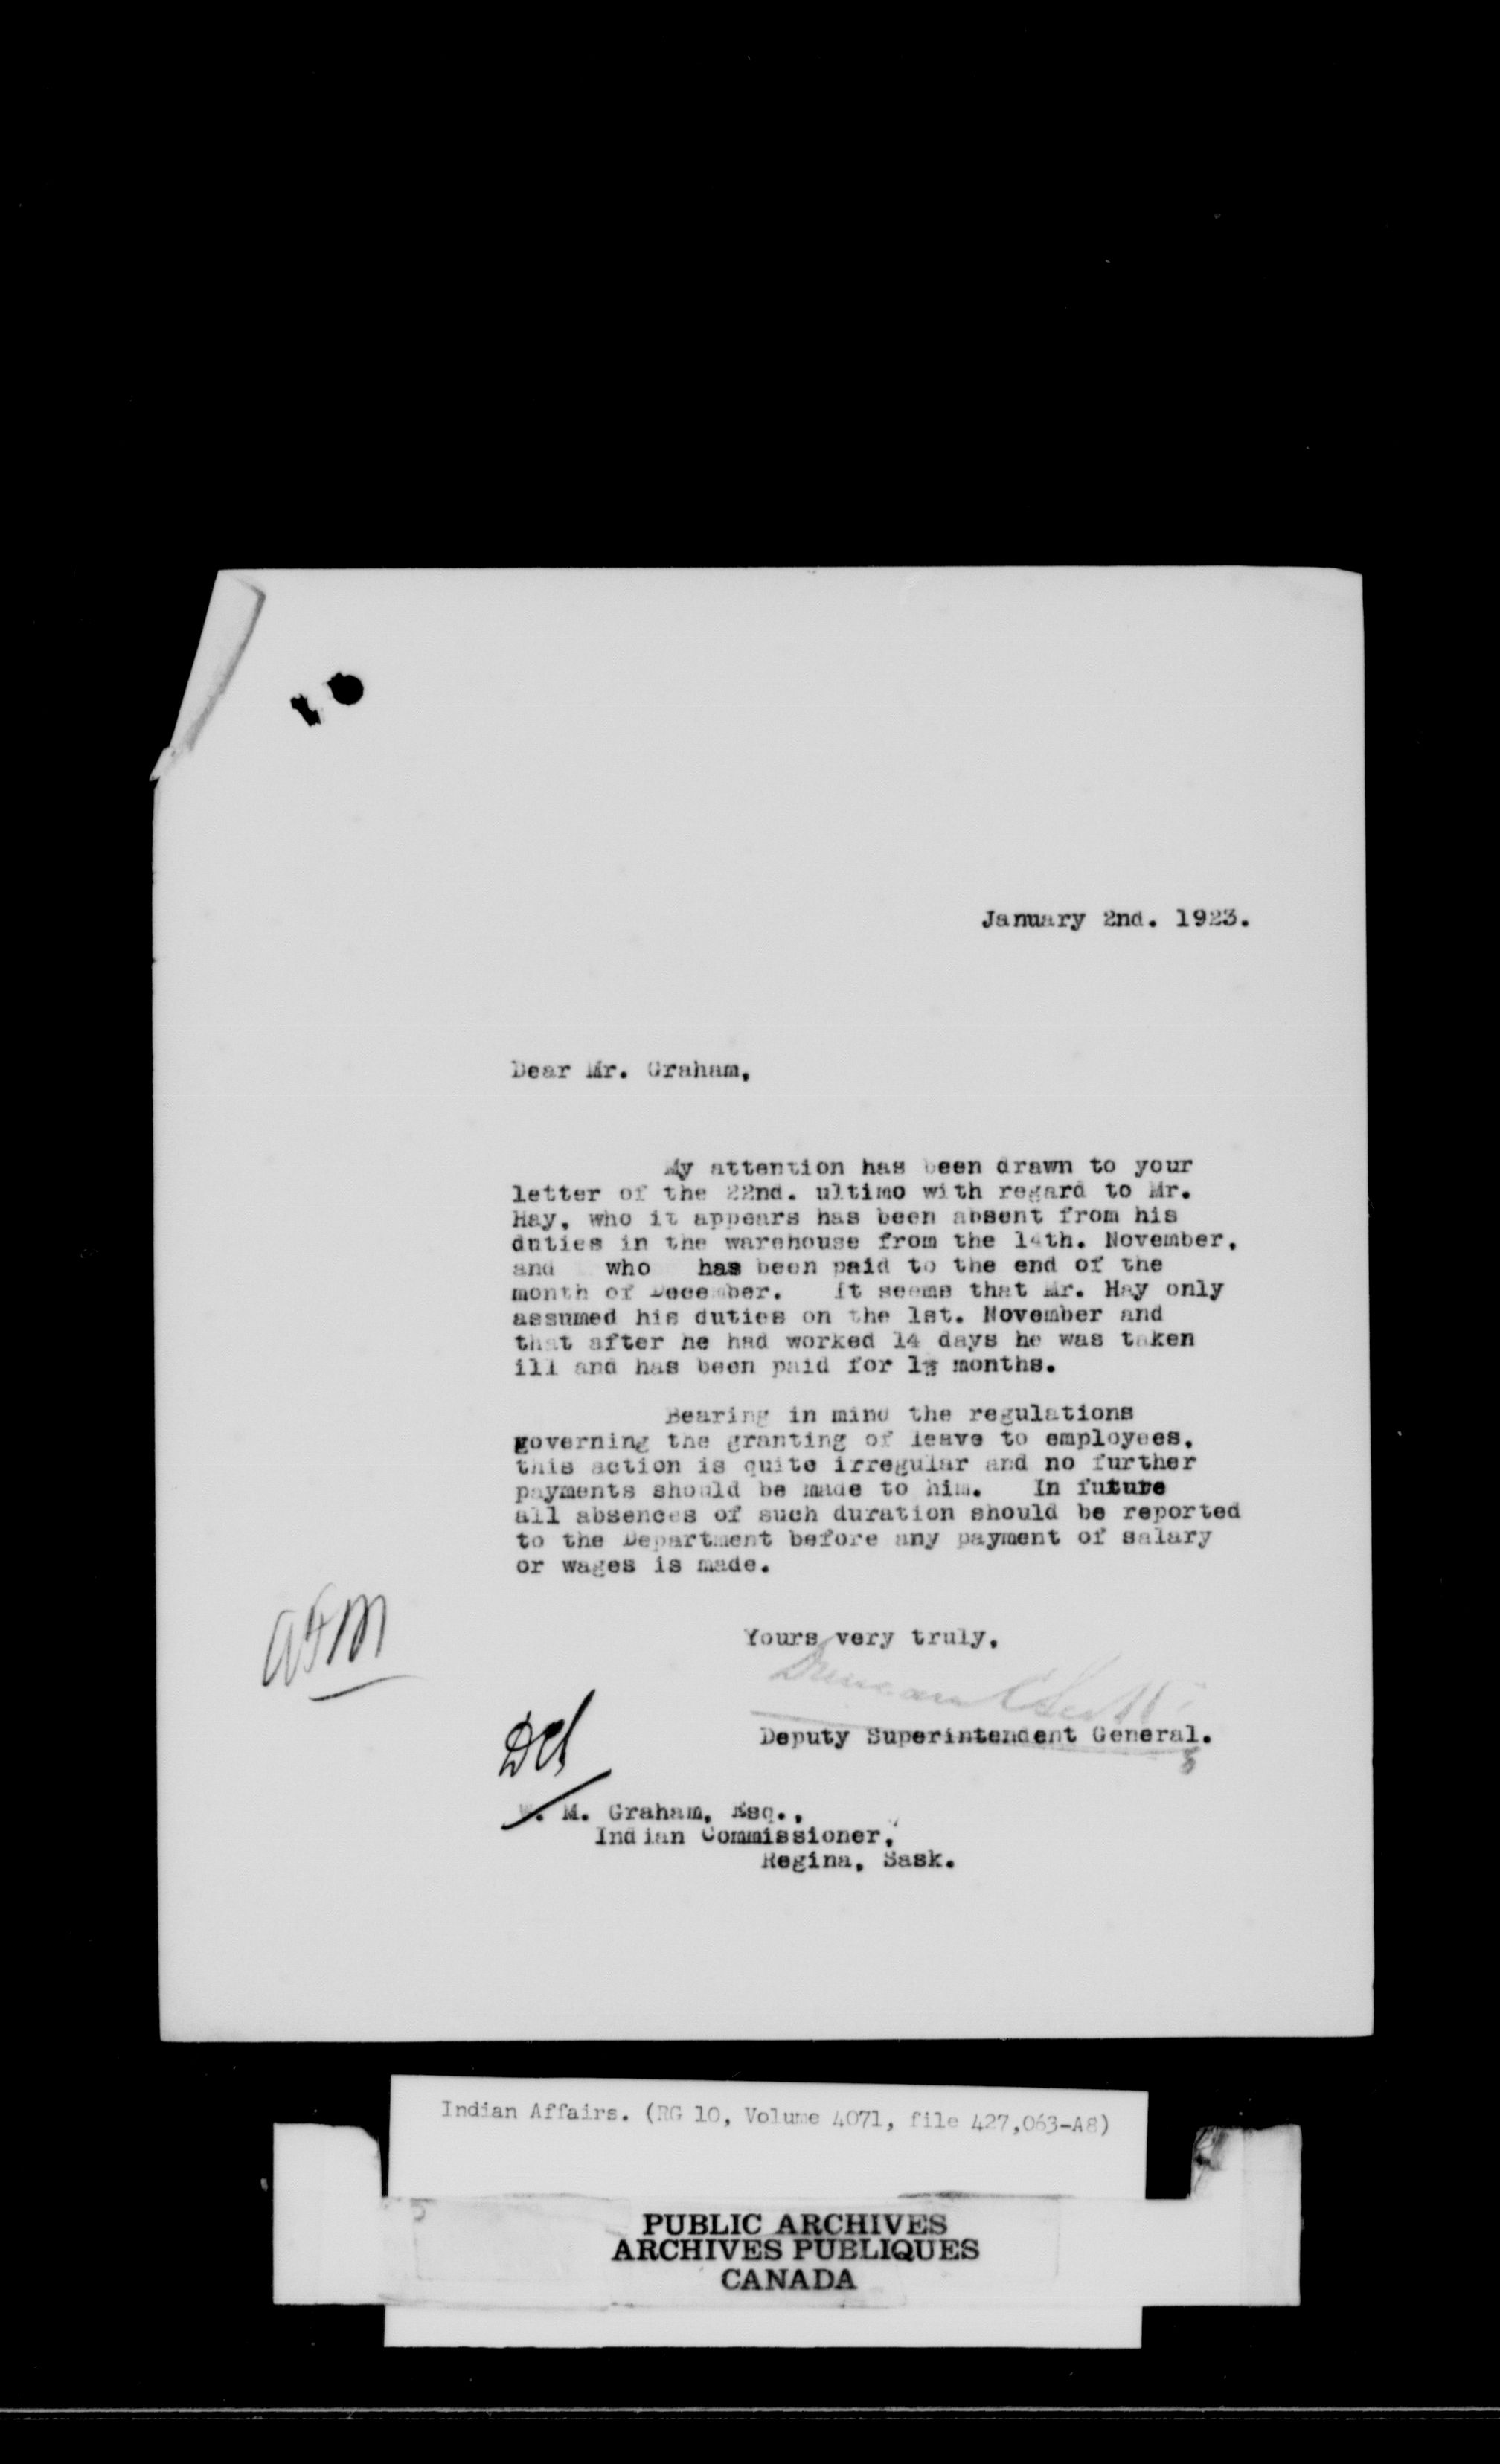 January 2nd. 1923.
Dear Mr. Graham,
My attention has been drawn to your
letter of the 22nd. ultimo with regard to Mr.
Hay, who it appears has been absent from his
duties in the warehouse from the 14th. November,
and who has been paid to the end of the
month of December. It seems that Mr. Hay only
assumed his duties on the 1st. November and
that after he had worked 14 days he was taken
ill and has been paid for 1½ months.
Bearing in mind the regulations
governing the granting of leave to employees,
this action is quite irregular and no further
payments should be made to him. In future
all absences of such duration should be reported
to the Department before any payment of salary
or wages is made.
Yours very truly,
Duncan C Scott
Deputy Superintendent General.
DCS
W. M. Graham, Esq.,
Indian Commissioner,
Regina, Sask.
Indian Affairs. (RG 10, Volume 4071, file 427,063-A8)
PUBLIC ARCHIVES
ARCHIVES PUBLIQUES
CANADA